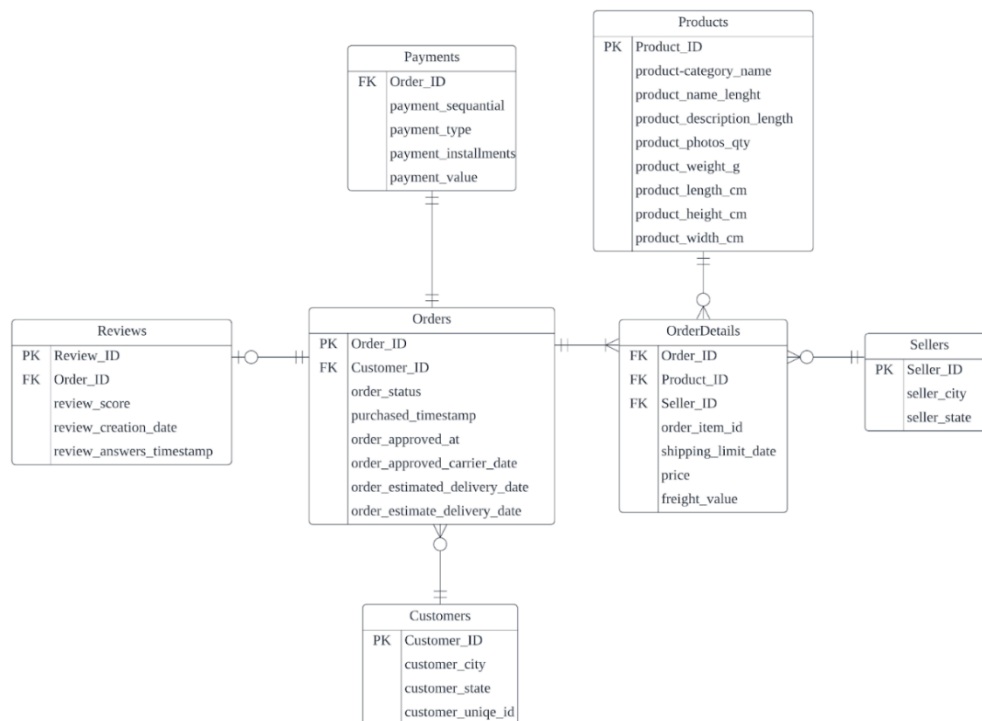 Products
PK Product_ID
product-category_name
product_name_lenght
product_description_length
product_photos_qty
product_weight_g
product_length_cm
product_height_cm
product_width_cm
Payments
FK Order_ID
payment_sequantial
payment_type
payment_installments
payment_value
Reviews
PK Review_ID
FK Order_ID
review_score
review_creation_date
review_answers_timestamp
Orders
PK Order_ID
FK Customer_ID
order_status
purchased_timestamp
order_approved_at
order_approved_carrier_date
order_estimated_delivery_date
order_estimate_delivery_date
OrderDetails
FK Order_ID
FK Product_ID
FK Seller_ID
order_item_id
shipping_limit_date
price
freight_value
Sellers
PK Seller_ID
seller_city
seller_state
Customers
PK Customer_ID
customer_city
customer_state
customer_uniqe_id